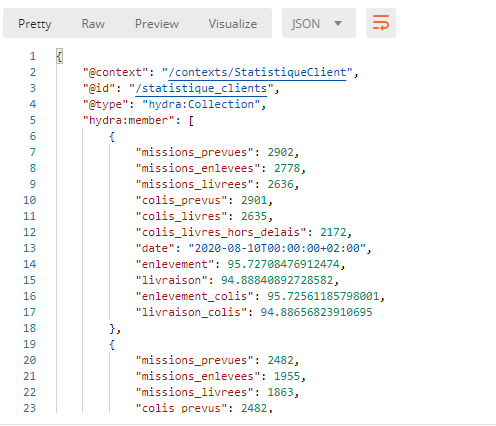 Pretty Raw Preview Visualize JSON
1 {
2 "@context": "/contexts/StatistiqueClient",
3 "@id": "/statistique_clients",
4 "@type": "hydra:Collection",
5 "hydra:member": [
6 {
7 "missions_prevues": 2902,
8 "missions_enlevees": 2778,
9 "missions_livrees": 2636,
10 "colis_prevus": 2901,
11 "colis_livres": 2635,
12 "colis_livres_hors_delais": 2172,
13 "date": "2020-08-10T00:00:00+02:00",
14 "enlevement": 95.72708476912474,
15 "livraison": 94.88840892728582,
16 "enlevement_colis": 95.72561185798001,
17 "livraison_colis": 94.88656823910695
18 },
19 {
20 "missions_prevues": 2482,
21 "missions_enlevees": 1955,
22 "missions_livrees": 1863,
23 "colis_prevus": 2482,